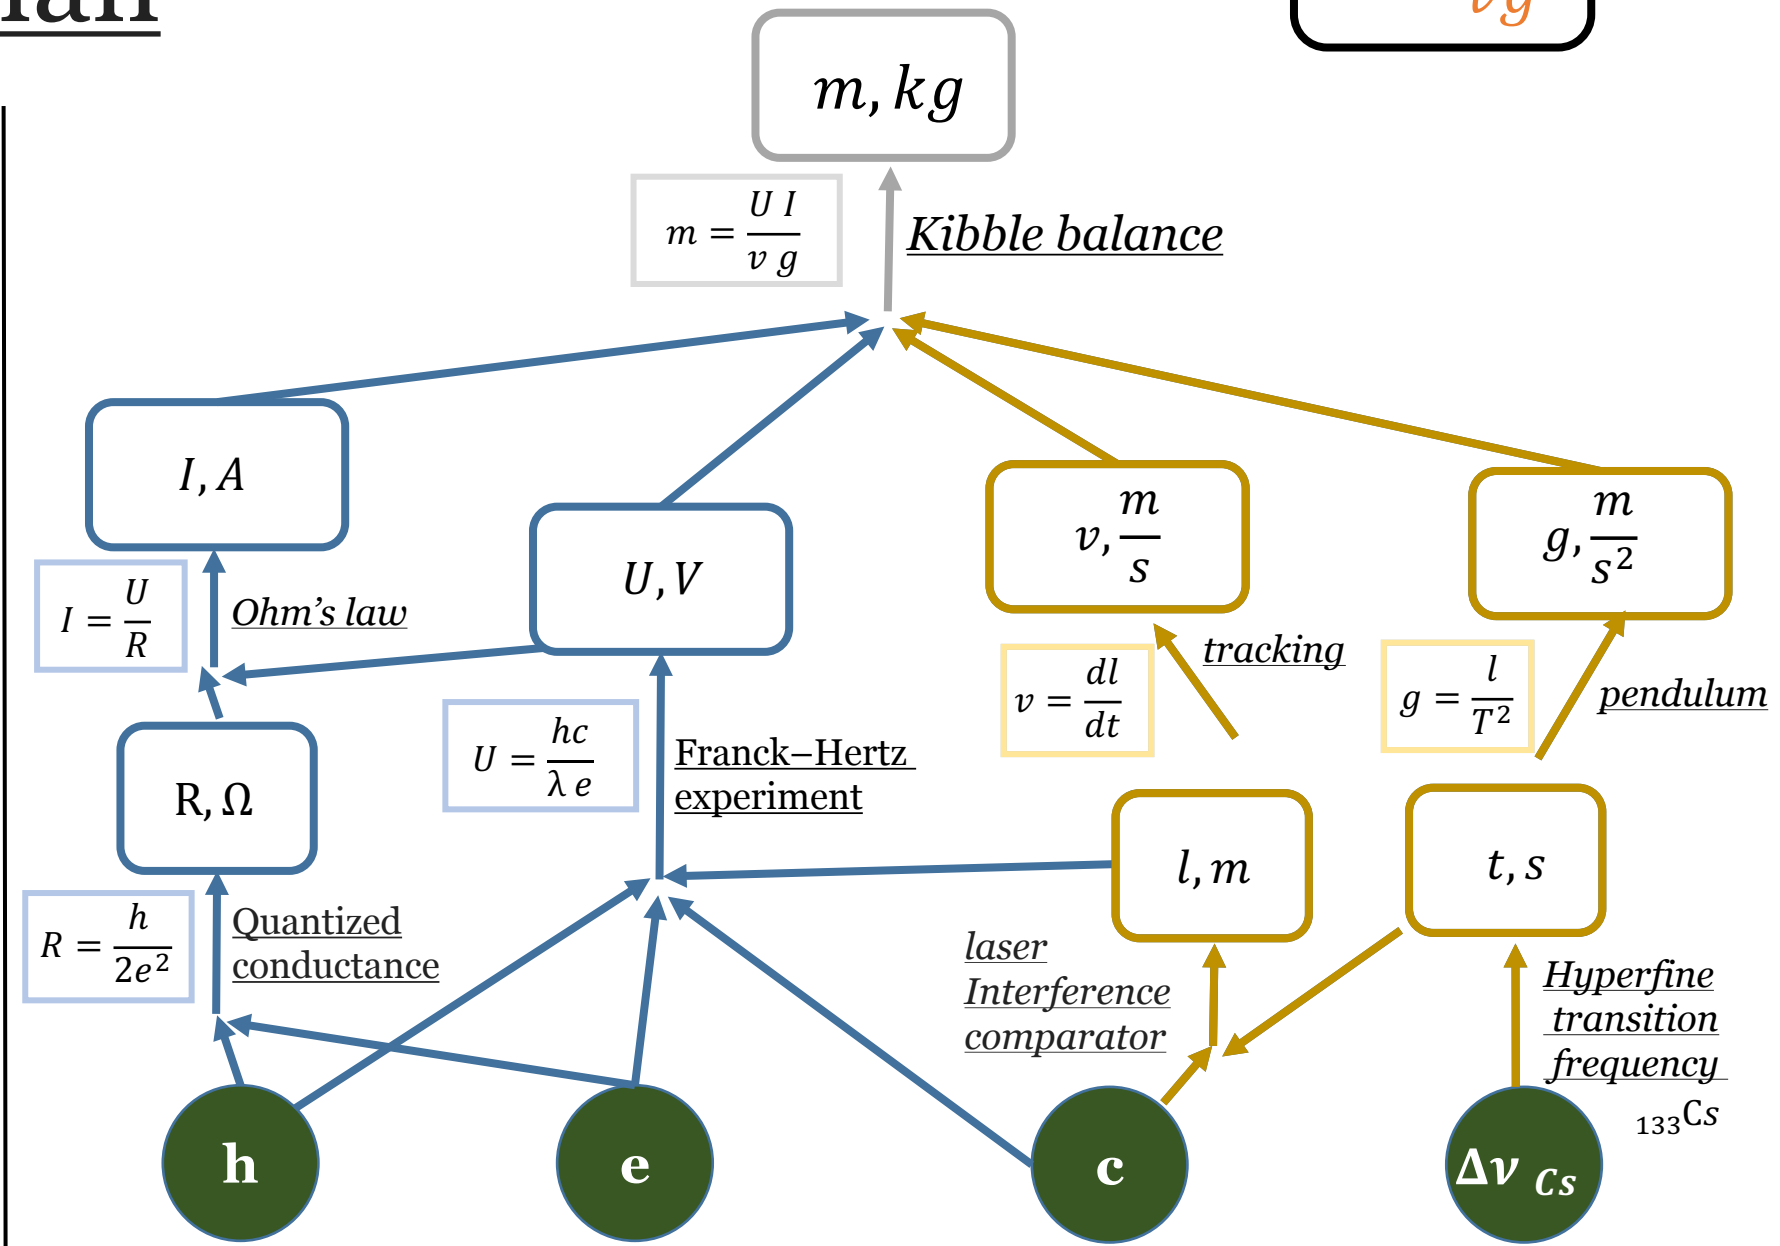 vg
m, kg
m = U I / v g
Kibble balance
I, A
U, V
v, m/s
g, m/s²
I = U/R
Ohm's law
v = dl/dt
tracking
g = l/T²
pendulum
R, Ω
U = hc / λ e
Franck–Hertz
experiment
l, m
t, s
R = h / 2e²
Quantized
conductance
laser
Interference
comparator
Hyperfine
transition
frequency
₁₃₃Cs
h
e
c
Δν Cs